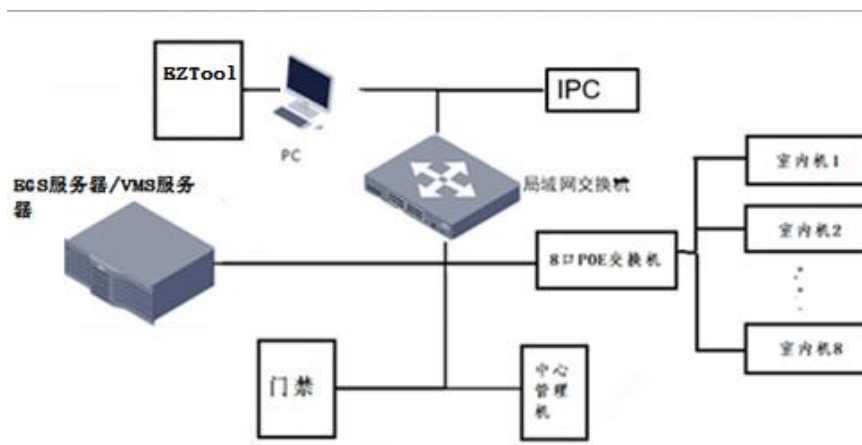 EZTool
IPC
PC
EGS服务器/VMS服务
器
局域网交换机
室内机1
8口POE交换机
室内机2
室内机8
门禁
中心
管理
机